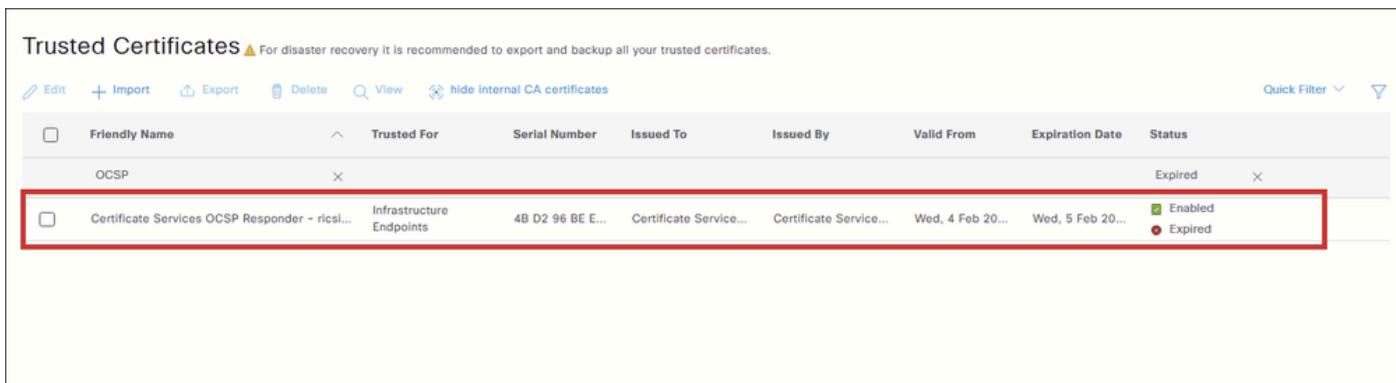 Trusted Certificates For disaster recovery it is recommended to export and backup all your trusted certificates.
Edit Import Export Delete View hide internal CA certificates Quick Filter
Friendly Name Trusted For Serial Number Issued To Issued By Valid From Expiration Date Status
OCSP Expired
Certificate Services OCSP Responder - ricsi... Infrastructure Endpoints 4B D2 96 BE E... Certificate Service... Certificate Service... Wed, 4 Feb 20... Wed, 5 Feb 20... Enabled
Expired